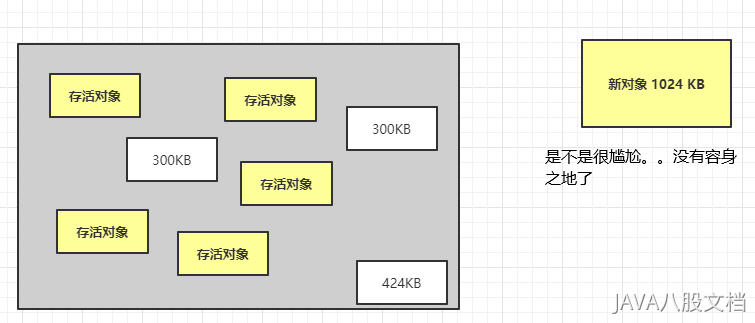 存活对象
存活对象
300KB
300KB
存活对象
存活对象
存活对象
424KB
新对象 1024 KB
是不是很尴尬。。没有容身
之地了
JAVA八股文档